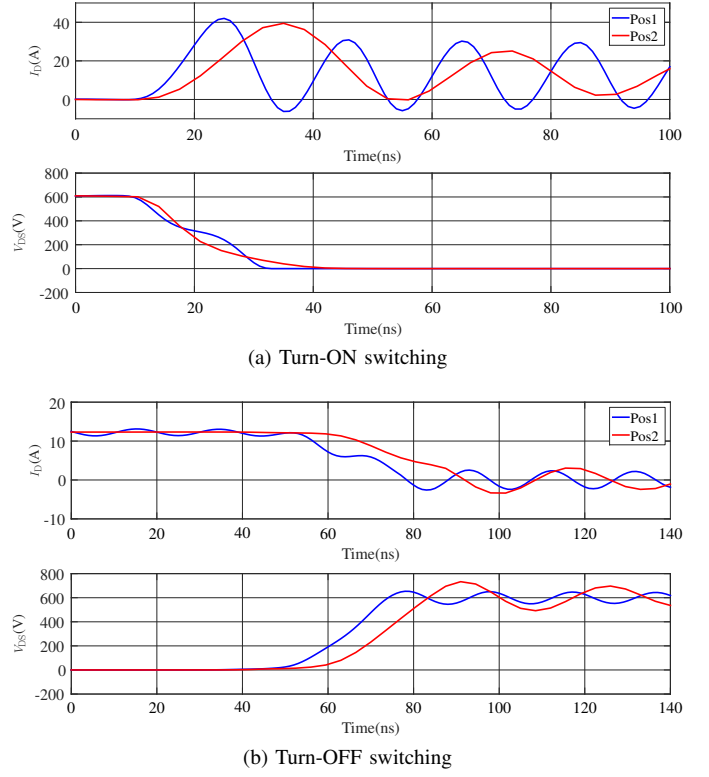 40
20
0
I_D(A)
Pos1
Pos2
0 20 40 60 80 100
Time(ns)
800
600
400
200
0
-200
V_DS(V)
0 20 40 60 80 100
Time(ns)
(a) Turn-ON switching
20
10
0
-10
I_D(A)
Pos1
Pos2
0 20 40 60 80 100 120 140
Time(ns)
800
600
400
200
0
-200
V_DS(V)
0 20 40 60 80 100 120 140
Time(ns)
(b) Turn-OFF switching